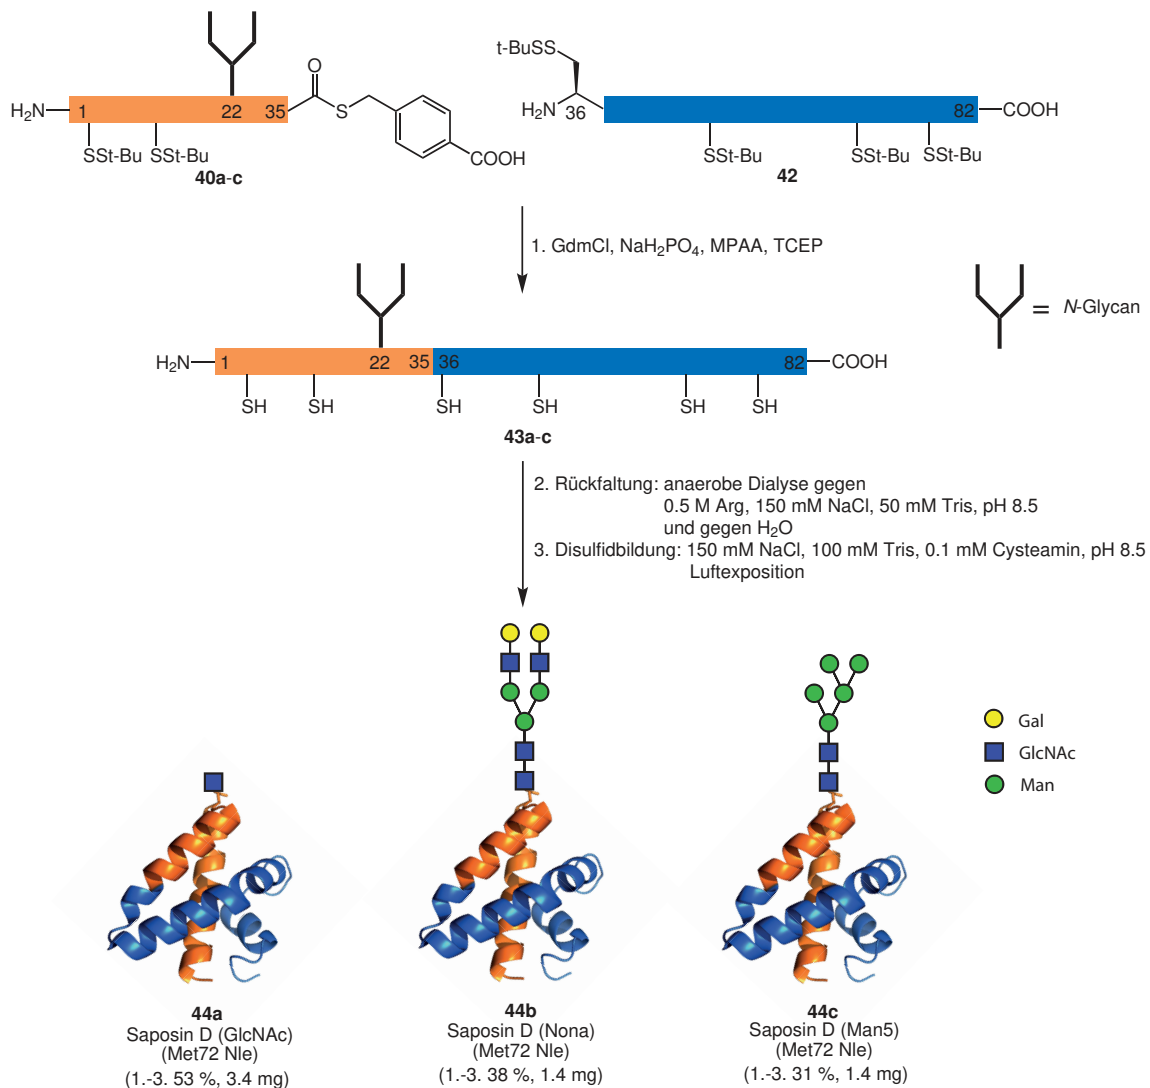 t-BuSS
O
H₂N 1 22 35 S COOH
SSt-Bu SSt-Bu
40a-c
H₂N 36 82 COOH
SSt-Bu SSt-Bu SSt-Bu
42
1. GdmCl, NaH₂PO₄, MPAA, TCEP
= N-Glycan
H₂N 1 22 35 36 82 COOH
SH SH SH SH SH SH
43a-c
2. Rückfaltung: anaerobe Dialyse gegen
0.5 M Arg, 150 mM NaCl, 50 mM Tris, pH 8.5
und gegen H₂O
3. Disulfidbildung: 150 mM NaCl, 100 mM Tris, 0.1 mM Cysteamin, pH 8.5
Luftexposition
Gal
GlcNAc
Man
44a
Saposin D (GlcNAc)
(Met72 Nle)
(1.-3. 53 %, 3.4 mg)
44b
Saposin D (Nona)
(Met72 Nle)
(1.-3. 38 %, 1.4 mg)
44c
Saposin D (Man5)
(Met72 Nle)
(1.-3. 31 %, 1.4 mg)